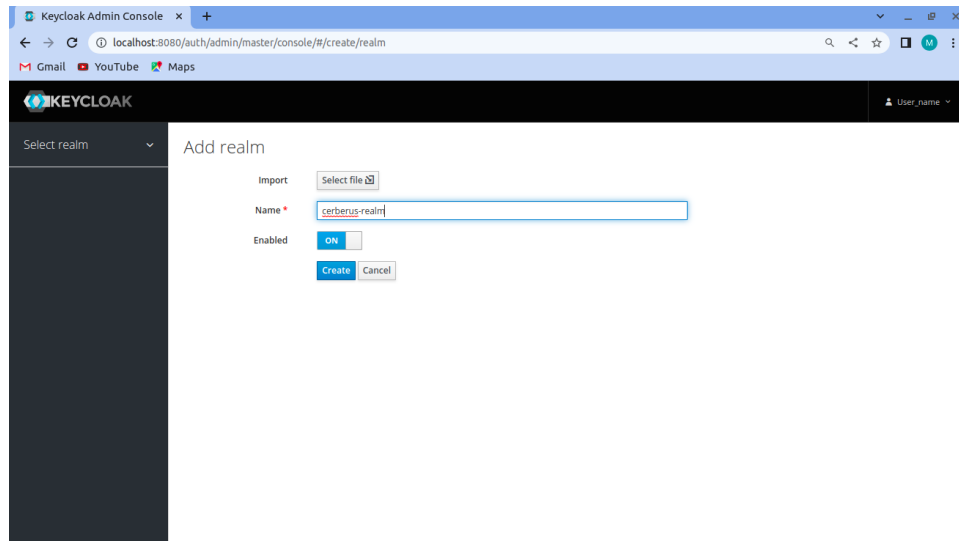 Keycloak Admin Console
localhost:8080/auth/admin/master/console/#/create/realm
M
Gmail YouTube Maps
KEYCLOAK
User_name
Select realm
Add realm
Import Select file
Name * cerberus-realm
Enabled ON
Create Cancel